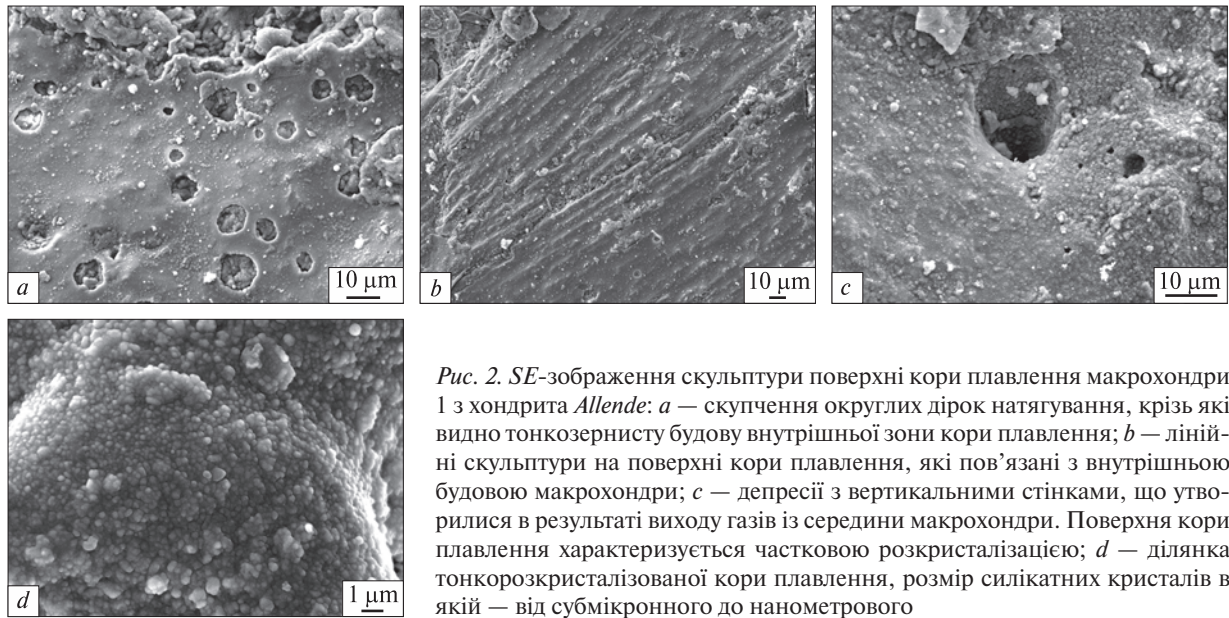 a
10 μm
b
10 μm
c
10 μm
d
1 μm
Рис. 2. SE-зображення скульптури поверхні кори плавлення макрохондри
1 з хондрита Allende: a — скупчення округлих дірок натягування, крізь які
видно тонкозернисту будову внутрішньої зони кори плавлення; b — ліній-
ні скульптури на поверхні кори плавлення, які пов’язані з внутрішньою
будовою макрохондри; c — депресії з вертикальними стінками, що утво-
рилися в результаті виходу газів із середини макрохондри. Поверхня кори
плавлення характеризується частковою розкристалізацією; d — ділянка
тонкорозкристалізованої кори плавлення, розмір силікатних кристалів в
якій — від субмікронного до нанометрового